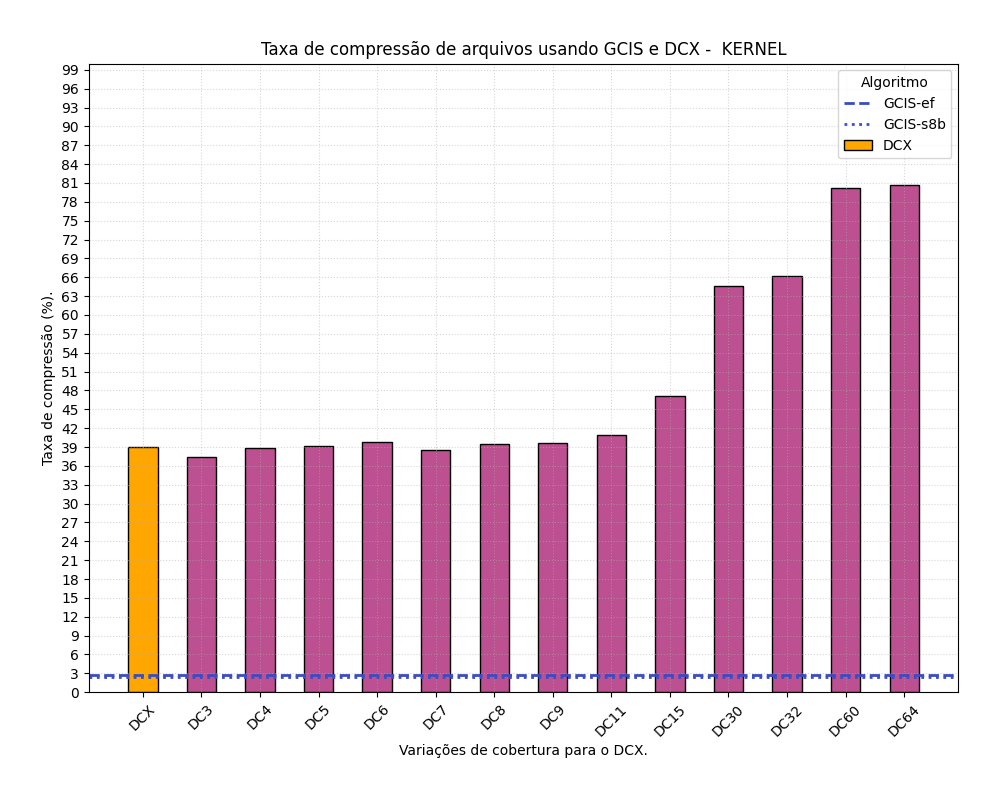 Taxa de compressão de arquivos usando GCIS e DCX -  KERNEL
Algoritmo
GCIS-ef
GCIS-s8b
DCX
Taxa de compressão (%).
99
96
93
90
87
84
81
78
75
72
69
66
63
60
57
54
51
48
45
42
39
36
33
30
27
24
21
18
15
12
9
6
3
0
DCX
DC3
DC4
DC5
DC6
DC7
DC8
DC9
DC11
DC15
DC30
DC32
DC60
DC64
Variações de cobertura para o DCX.